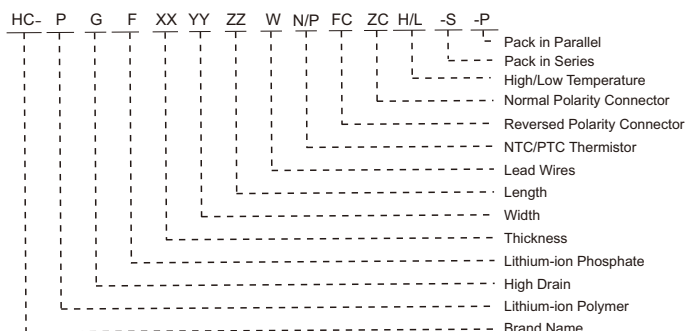 HC- P G F XX YY ZZ W N/P FC ZC H/L -S -P
Pack in Parallel
Pack in Series
High/Low Temperature
Normal Polarity Connector
Reversed Polarity Connector
NTC/PTC Thermistor
Lead Wires
Length
Width
Thickness
Lithium-ion Phosphate
High Drain
Lithium-ion Polymer
Brand Name